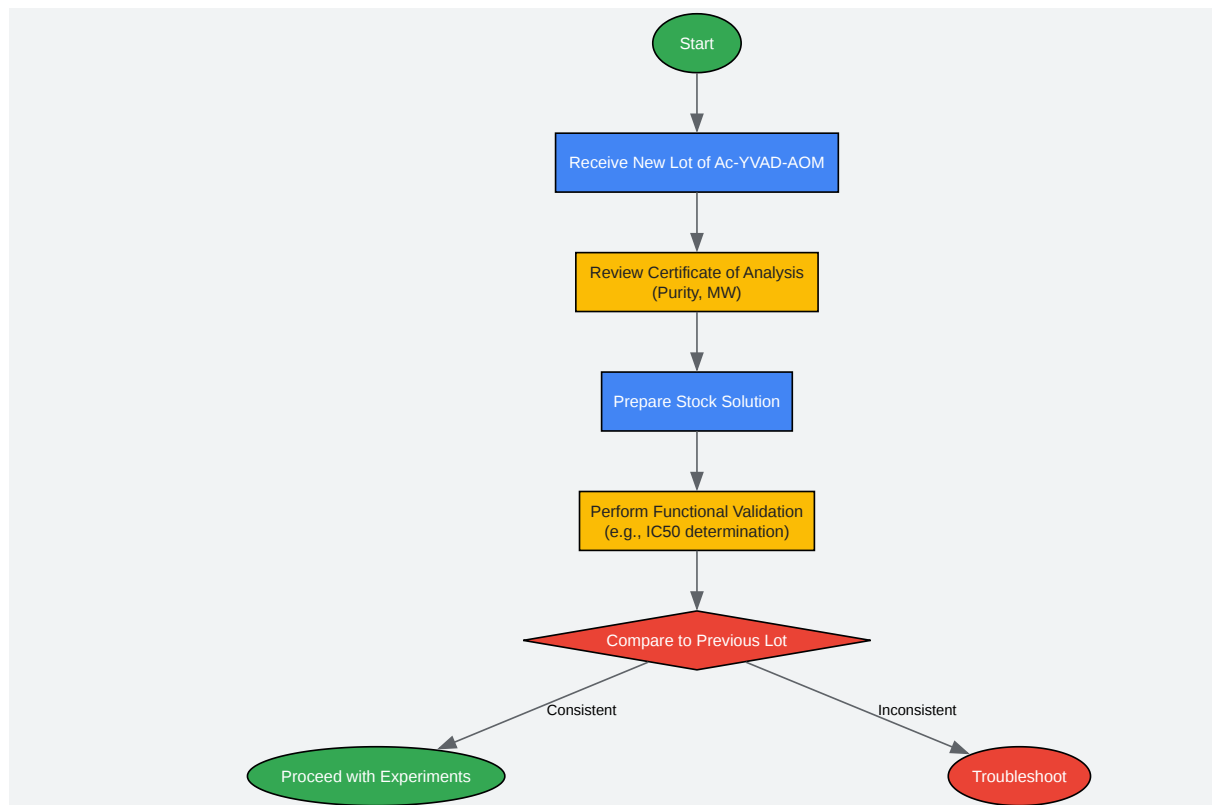 Start
Receive New Lot of Ac-YVAD-AOM
Review Certificate of Analysis
(Purity, MW)
Prepare Stock Solution
Perform Functional Validation
(e.g., IC50 determination)
Compare to Previous Lot
Consistent
Inconsistent
Proceed with Experiments
Troubleshoot